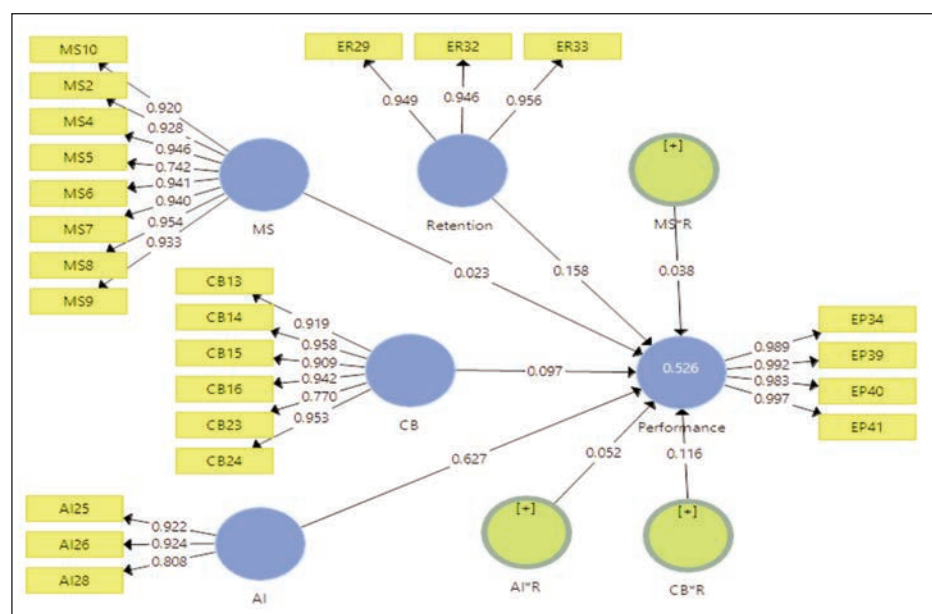 MS10
MS2
MS4
MS5
MS6
MS7
MS8
MS9
0.920
0.928
0.946
0.742
0.941
0.940
0.954
0.933
MS
ER29
ER32
ER33
0.949
0.946
0.956
Retention
[+]
MS*R
0.023
0.158
0.038
CB13
CB14
CB15
CB16
CB23
CB24
0.919
0.958
0.909
0.942
0.770
0.953
CB
0.097
0.526
Performance
0.989
0.992
0.983
0.997
EP34
EP39
EP40
EP41
0.627
0.052
0.116
AI25
AI26
AI28
0.922
0.924
0.808
AI
[+]
AI*R
[+]
CB*R